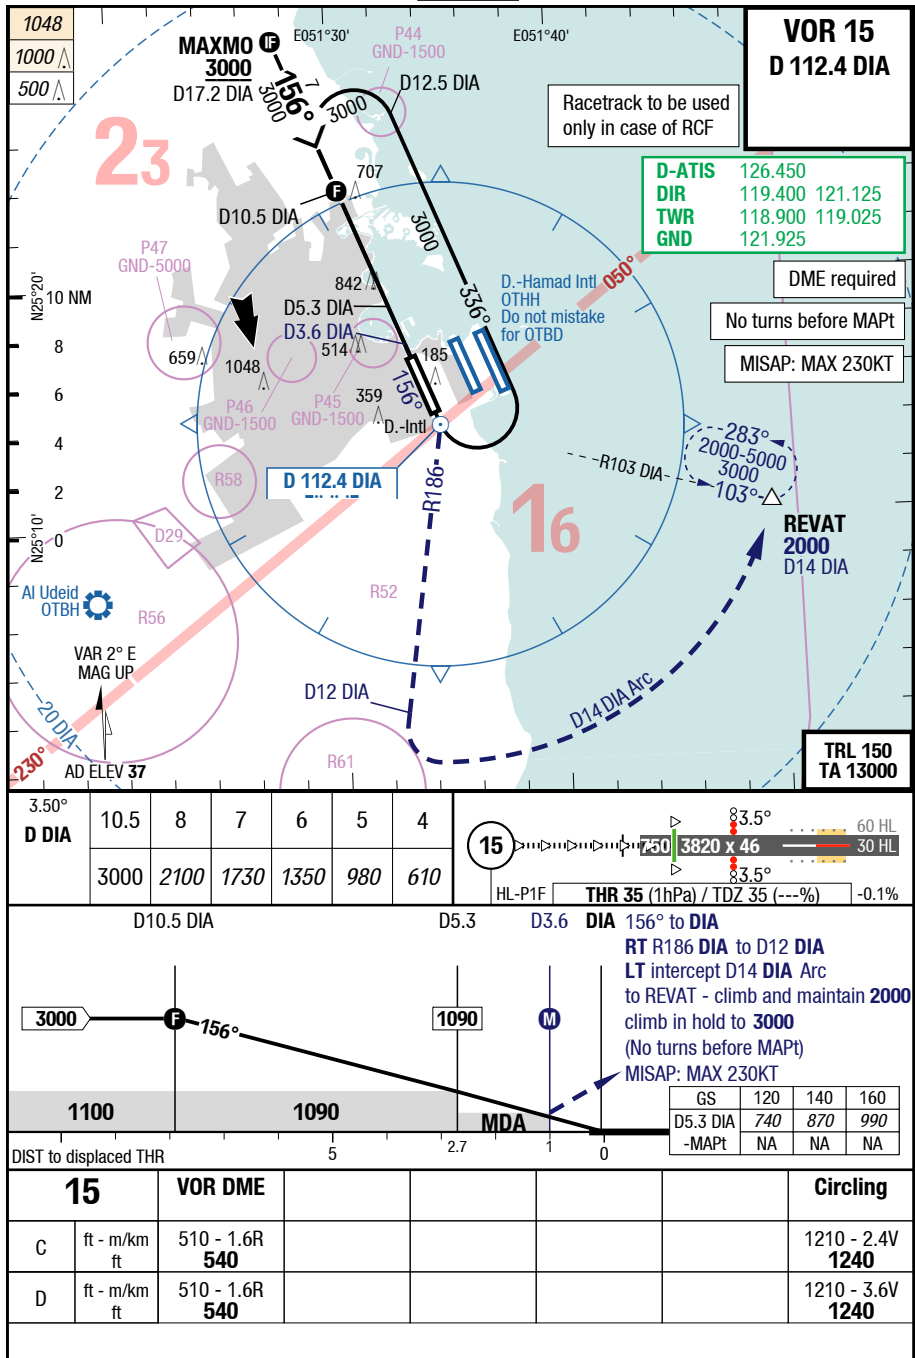 1048
1000
500
MAXMO IF
3000
D17.2 DIA
E051°30'
E051°40'
P44
GND-1500
D12.5 DIA
VOR 15
D 112.4 DIA
Racetrack to be used
only in case of RCF
156°
7
3000
3000
23
707
F
D10.5 DIA
D-ATIS 126.450
DIR 119.400 121.125
TWR 118.900 119.025
GND 121.925
P47
GND-5000
3000
336°
050°
DME required
N25°20'
10 NM
842
D.-Hamad Intl
OTHH
Do not mistake
for OTBD
D5.3 DIA
D3.6 DIA
No turns before MAPt
8
659
1048
514
185
MISAP: MAX 230KT
6
P46
GND-1500
P45
GND-1500
359
156°
D.-Intl
4
283°
2000-5000
3000
103°
R103 DIA
R58
D 112.4 DIA
R186
2
16
REVAT
2000
D14 DIA
N25°10'
0
D29
Al Udeid
OTBH
R56
R52
VAR 2° E
MAG UP
D12 DIA
D14 DIA Arc
20 DIA
R61
230°
AD ELEV 37
TRL 150
TA 13000
3.50°
D DIA 10.5 8 7 6 5 4
3000 2100 1730 1350 980 610
15
3.5°
60 HL
760 3820 x 46
30 HL
3.5°
HL-P1F
THR 35 (1hPa) / TDZ 35 (---%)
-0.1%
D10.5 DIA D5.3 D3.6 DIA
156° to DIA
RT R186 DIA to D12 DIA
LT intercept D14 DIA Arc
to REVAT - climb and maintain 2000
climb in hold to 3000
(No turns before MAPt)
MISAP: MAX 230KT
3000 F 156° 1090 M
1100 1090 MDA
GS 120 140 160
D5.3 DIA 740 870 990
-MAPt NA NA NA
DIST to displaced THR 5 2.7 1 0
15 VOR DME Circling
C ft - m/km 510 - 1.6R 1210 - 2.4V
ft 540 1240
D ft - m/km 510 - 1.6R 1210 - 3.6V
ft 540 1240